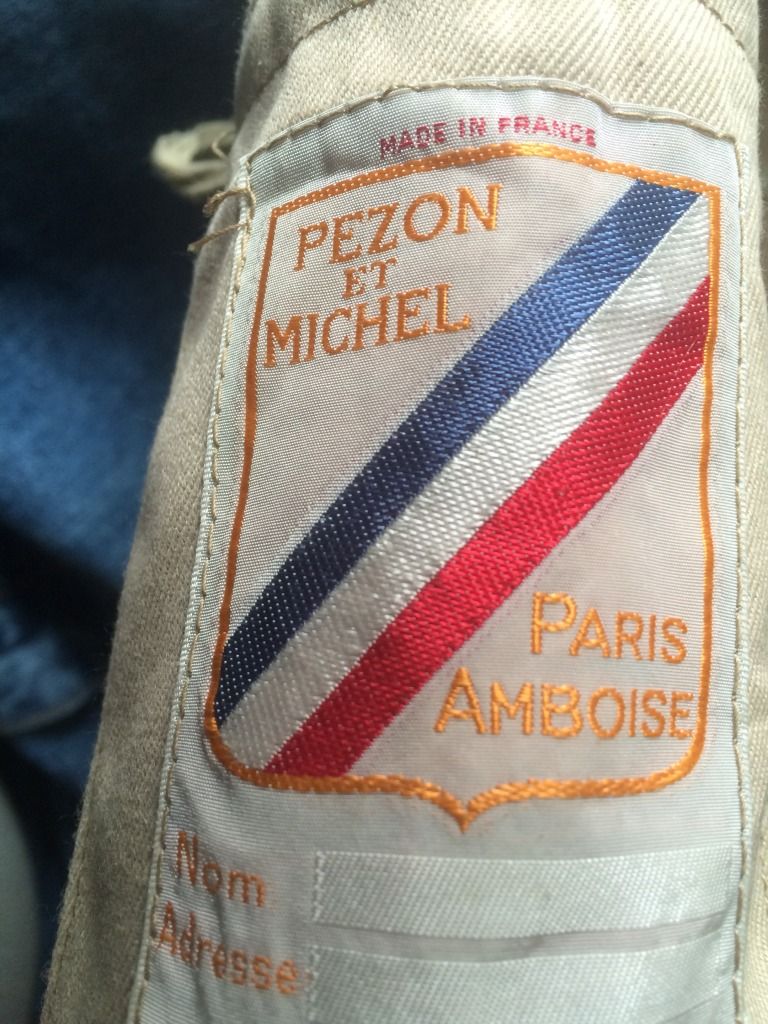 MADE IN FRANCE
PEZON
ET
MICHEL
PARIS
AMBOISE
Nom
Adresse